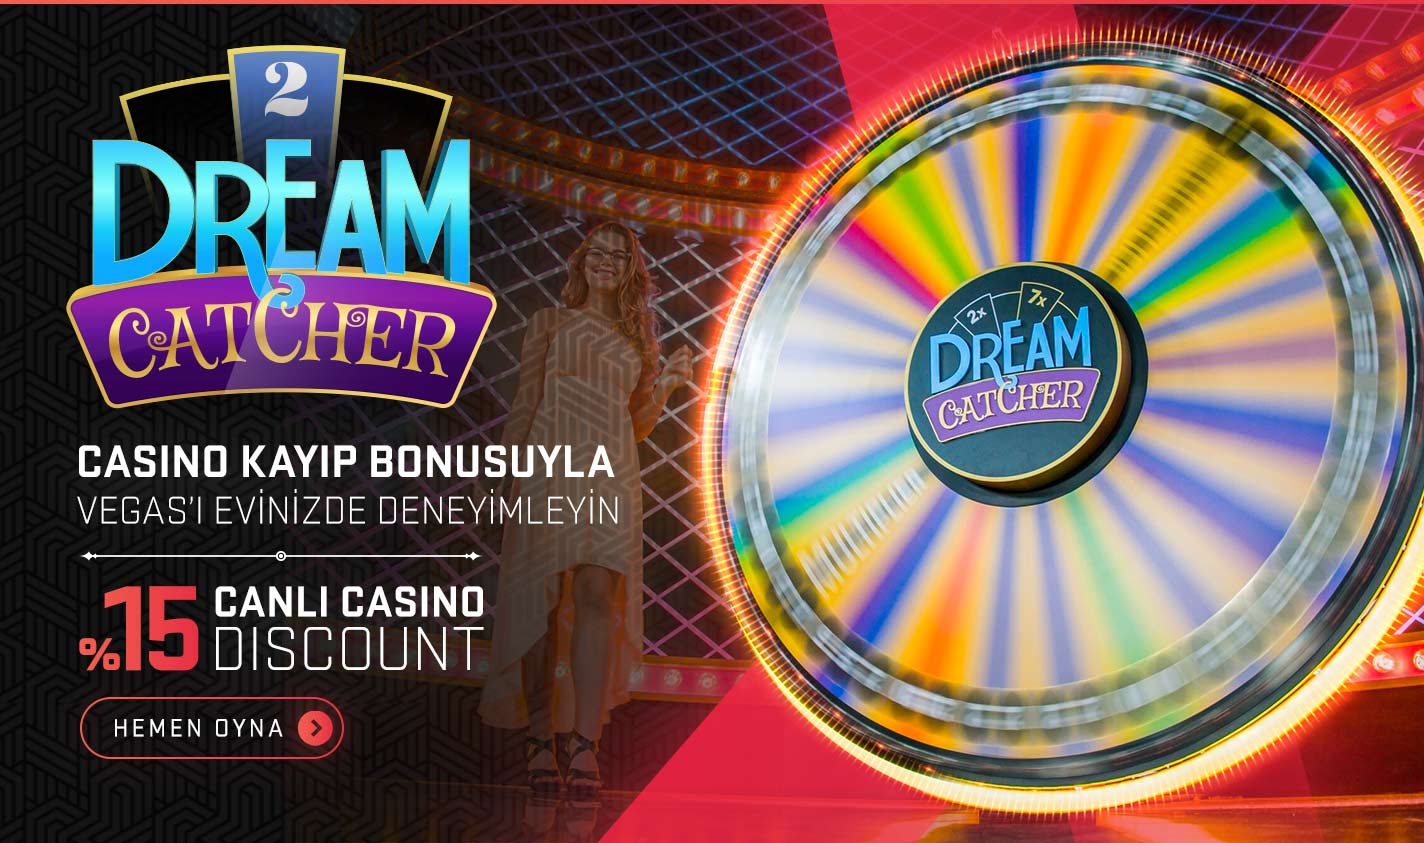 2
DREAM
CATCHER
CASINO KAYIP BONUSUYLA
VEGAS'I EVİNİZDE DENEYİMLEYİN
%15 CANLI CASINO
DISCOUNT
HEMEN OYNA
2x 7x
DREAM
CATCHER